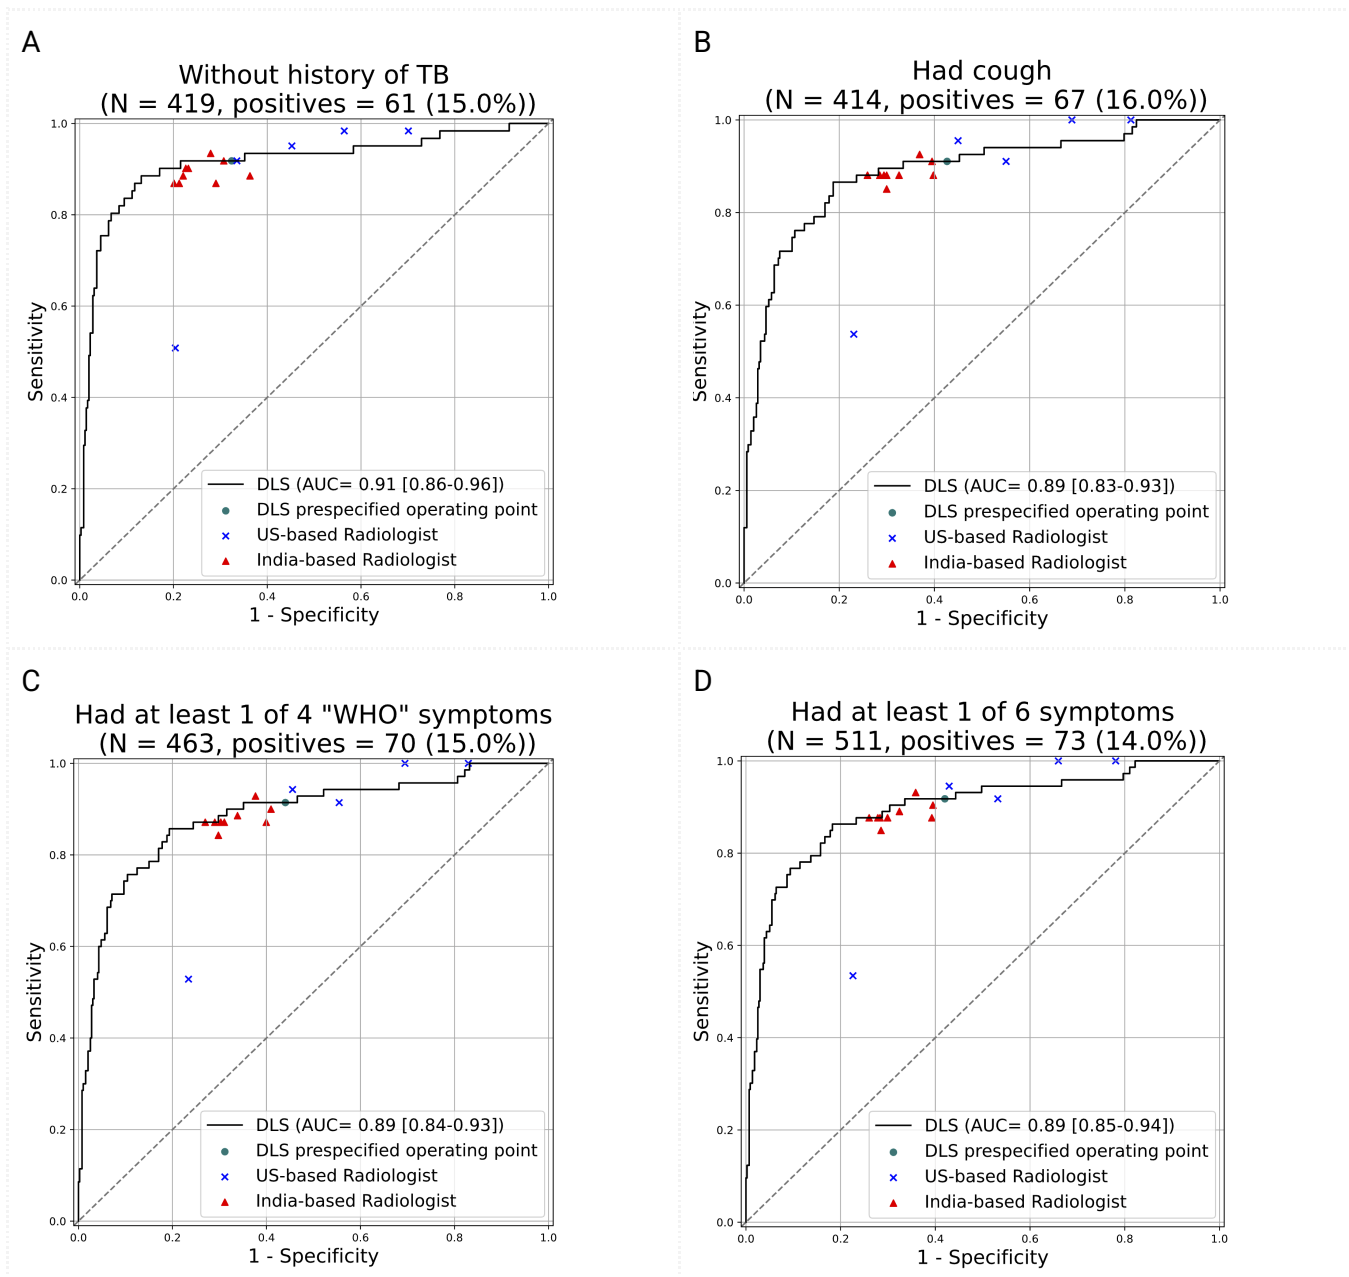 A
Without history of TB
(N = 419, positives = 61 (15.0%))
1.0
0.8
0.6
0.4
0.2
0.0
Sensitivity
DLS (AUC= 0.91 [0.86-0.96])
DLS prespecified operating point
US-based Radiologist
India-based Radiologist
0.0 0.2 0.4 0.6 0.8 1.0
1 - Specificity
B
Had cough
(N = 414, positives = 67 (16.0%))
1.0
0.8
0.6
0.4
0.2
0.0
Sensitivity
DLS (AUC= 0.89 [0.83-0.93])
DLS prespecified operating point
US-based Radiologist
India-based Radiologist
0.0 0.2 0.4 0.6 0.8 1.0
1 - Specificity
C
Had at least 1 of 4 "WHO" symptoms
(N = 463, positives = 70 (15.0%))
1.0
0.8
0.6
0.4
0.2
0.0
Sensitivity
DLS (AUC= 0.89 [0.84-0.93])
DLS prespecified operating point
US-based Radiologist
India-based Radiologist
0.0 0.2 0.4 0.6 0.8 1.0
1 - Specificity
D
Had at least 1 of 6 symptoms
(N = 511, positives = 73 (14.0%))
1.0
0.8
0.6
0.4
0.2
0.0
Sensitivity
DLS (AUC= 0.89 [0.85-0.94])
DLS prespecified operating point
US-based Radiologist
India-based Radiologist
0.0 0.2 0.4 0.6 0.8 1.0
1 - Specificity